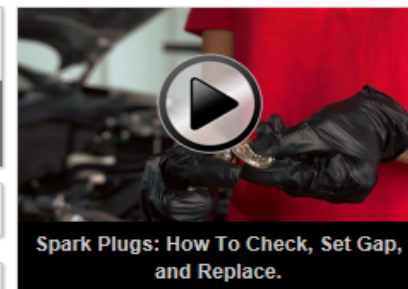 Spark Plugs: How To Check, Set Gap,
and Replace.